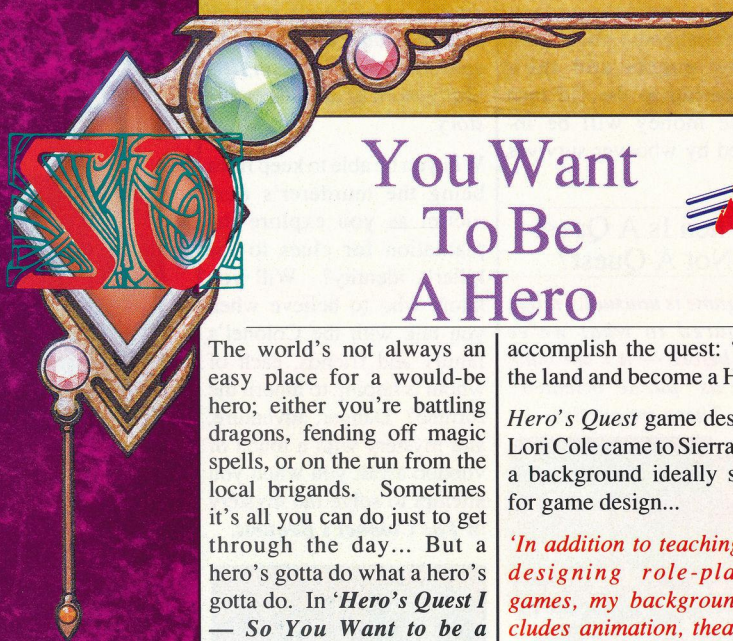 SO
You Want
To Be
A Hero
The world's not always an
easy place for a would-be
hero; either you're battling
dragons, fending off magic
spells, or on the run from the
local brigands. Sometimes
it's all you can do just to get
through the day... But a
hero's gotta do what a hero's
gotta do. In 'Hero's Quest I
— So You Want to be a
accomplish the quest:
the land and become a H
Hero's Quest game des
Lori Cole came to Sierra
a background ideally s
for game design...
'In addition to teaching
designing role-pla
games, my background
cludes animation, thea